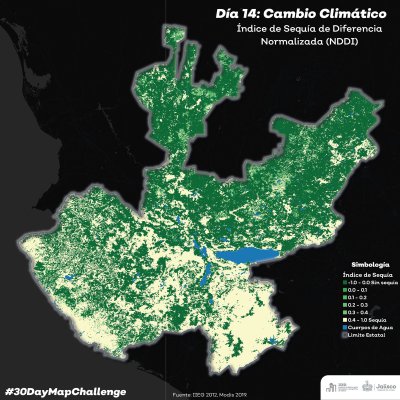 Día 14: Cambio Climático
Índice de Sequía de Diferencia
Normalizada (NDDI)
Simbología
Índice de Sequía
-1.0 - 0.0 Sin sequía
0.0 - 0.1
0.1 - 0.2
0.2 - 0.3
0.3 - 0.4
0.4 - 1.0 Sequía
Cuerpos de Agua
Límite Estatal
#30DayMapChallenge
Fuente: IIEG 2012, Modis 2019.
Jalisco